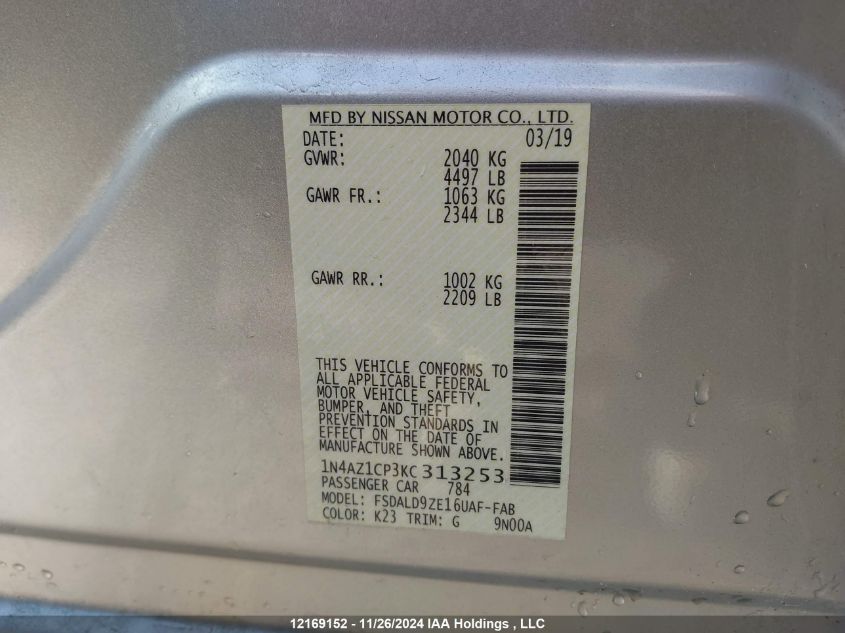 MFD BY NISSAN MOTOR CO., LTD.
DATE: 03/19
GVWR: 2040 KG
4497 LB
GAWR FR.: 1063 KG
2344 LB
GAWR RR.: 1002 KG
2209 LB
THIS VEHICLE CONFORMS TO
ALL APPLICABLE FEDERAL
MOTOR VEHICLE SAFETY,
BUMPER, AND THEFT
PREVENTION STANDARDS IN
EFFECT ON THE DATE OF
MANUFACTURE SHOWN ABOVE.
1N4AZ1CP3KC313253
PASSENGER CAR 784
MODEL: FSDALD9ZE16UAF-FAB
COLOR: K23 TRIM: G 9N00A
12169152 - 11/26/2024 IAA Holdings , LLC